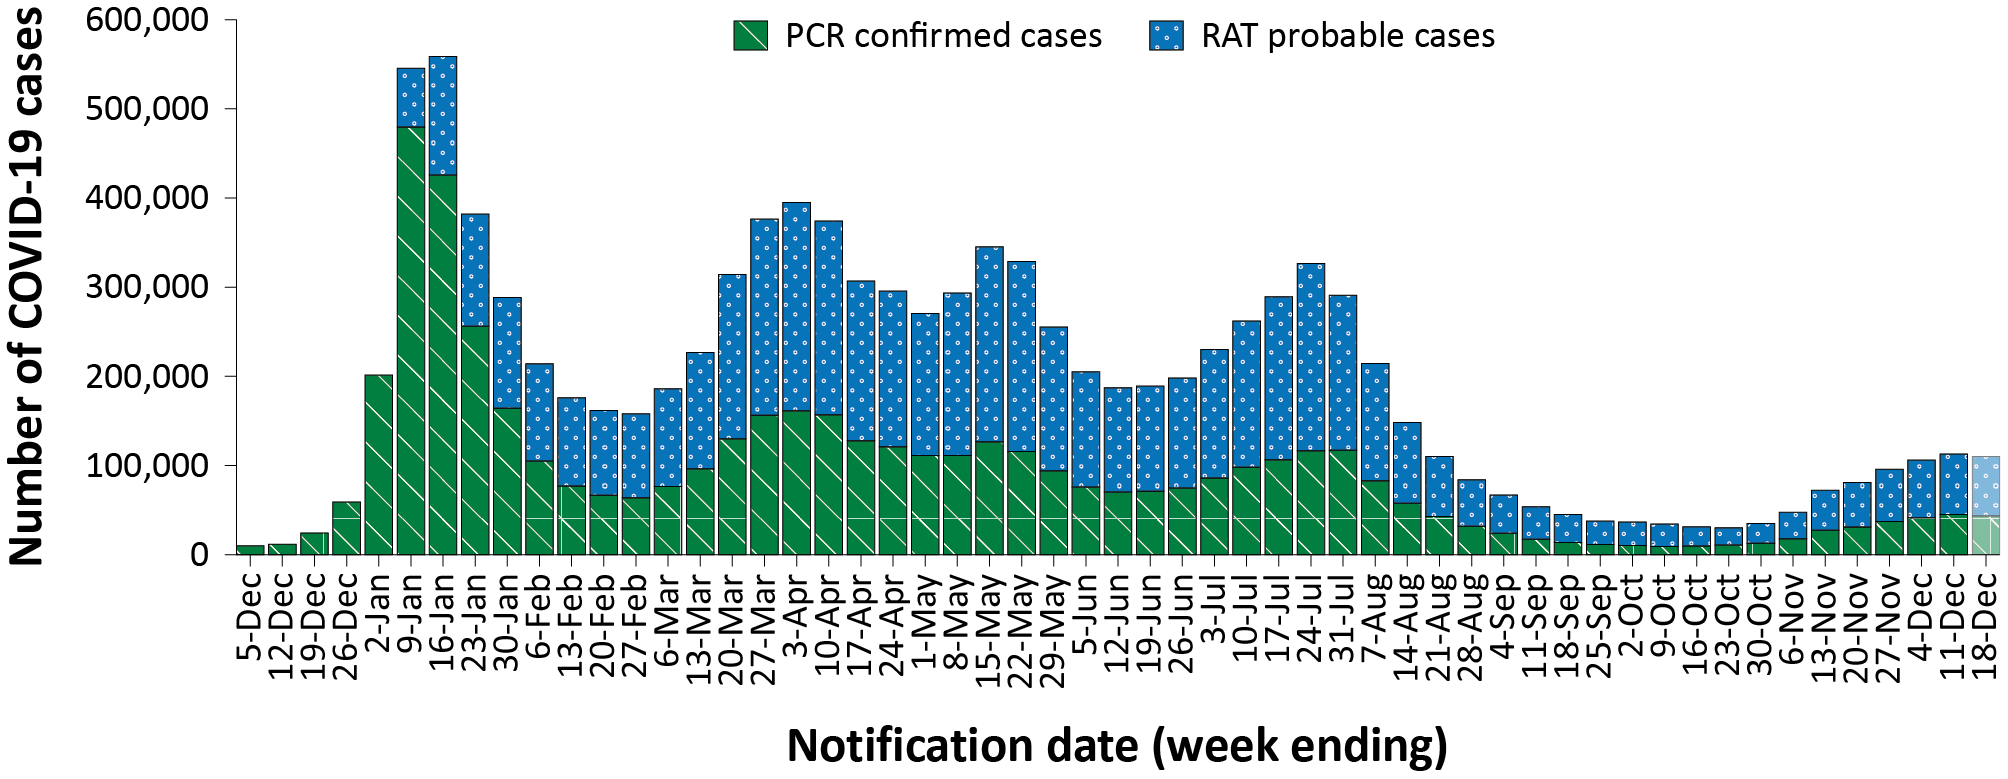 Number of COVID-19 cases
600,000
500,000
400,000
300,000
200,000
100,000
0
PCR confirmed cases
RAT probable cases
5-Dec
12-Dec
19-Dec
26-Dec
2-Jan
9-Jan
16-Jan
23-Jan
30-Jan
6-Feb
13-Feb
20-Feb
27-Feb
6-Mar
13-Mar
20-Mar
27-Mar
3-Apr
10-Apr
17-Apr
24-Apr
1-May
8-May
15-May
22-May
29-May
5-Jun
12-Jun
19-Jun
26-Jun
3-Jul
10-Jul
17-Jul
24-Jul
31-Jul
7-Aug
14-Aug
21-Aug
28-Aug
4-Sep
11-Sep
18-Sep
25-Sep
2-Oct
9-Oct
16-Oct
23-Oct
30-Oct
6-Nov
13-Nov
20-Nov
27-Nov
4-Dec
11-Dec
18-Dec
Notification date (week ending)